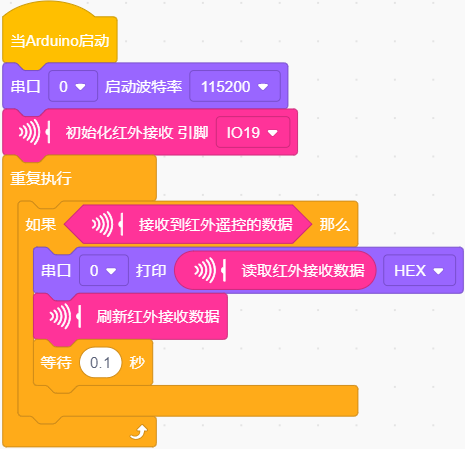 当Arduino启动
串口 0 启动波特率 115200
初始化红外接收 引脚 IO19
重复执行
如果 接收到红外遥控的数据 那么
串口 0 打印 读取红外接收数据 HEX
刷新红外接收数据
等待 0.1 秒